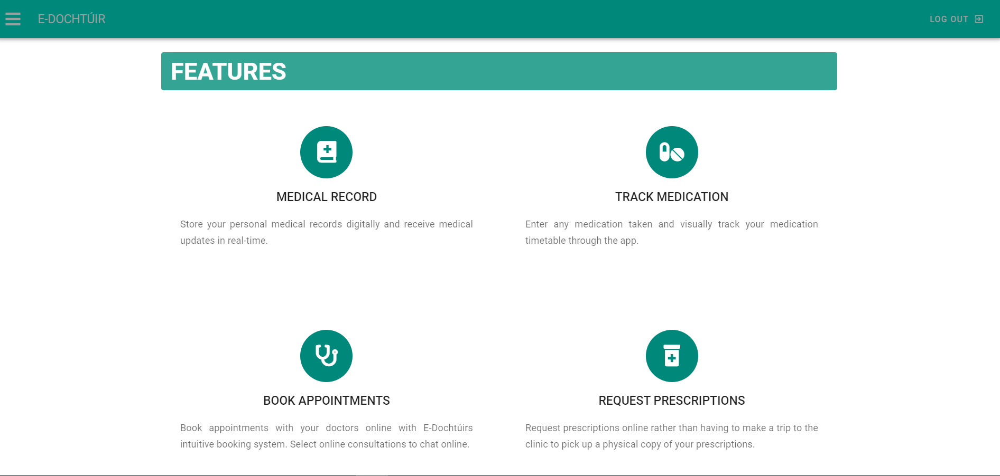 E-DOCHTÚIR
LOG OUT
FEATURES
MEDICAL RECORD
Store your personal medical records digitally and receive medical
updates in real-time.
TRACK MEDICATION
Enter any medication taken and visually track your medication
timetable through the app.
BOOK APPOINTMENTS
Book appointments with your doctors online with E-Dochtúirs
intuitive booking system. Select online consultations to chat online.
REQUEST PRESCRIPTIONS
Request prescriptions online rather than having to make a trip to the
clinic to pick up a physical copy of your prescriptions.